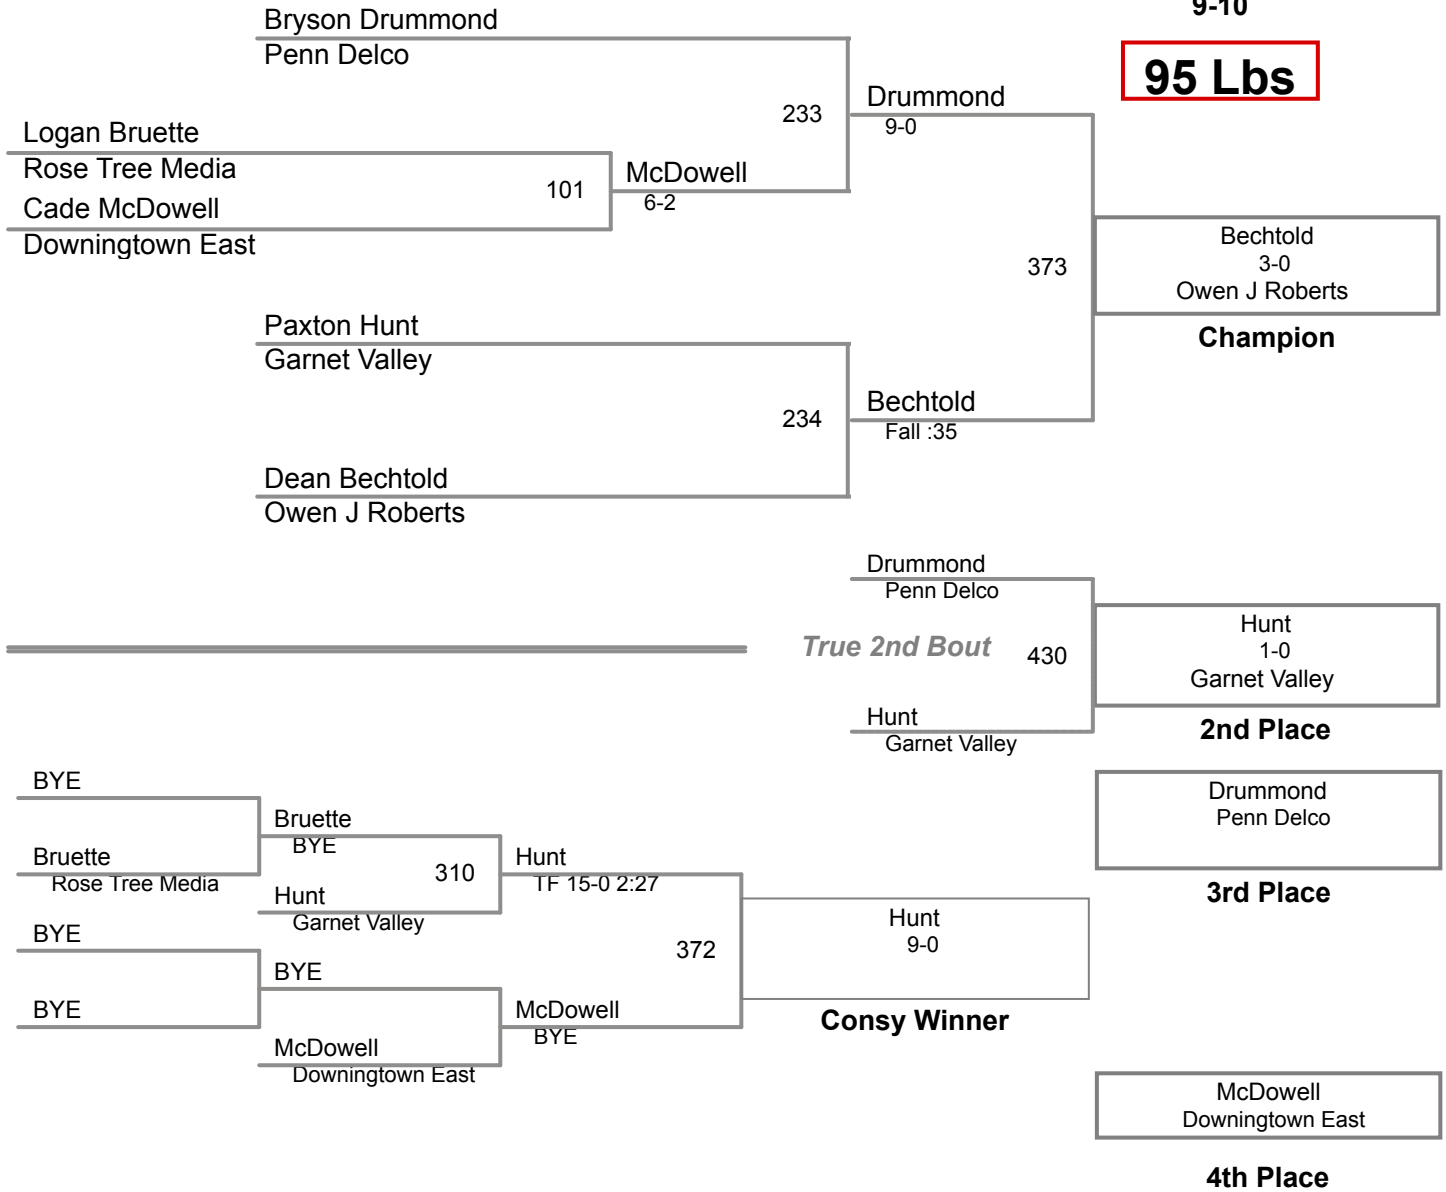 9-10
95 Lbs
Bryson Drummond
Penn Delco
233
Drummond
9-0
Logan Bruette
Rose Tree Media
101
McDowell
6-2
Cade McDowell
Downingtown East
373
Bechtold
3-0
Owen J Roberts
Champion
Paxton Hunt
Garnet Valley
234
Bechtold
Fall :35
Dean Bechtold
Owen J Roberts
Drummond
Penn Delco
True 2nd Bout
430
Hunt
1-0
Garnet Valley
2nd Place
Hunt
Garnet Valley
BYE
Bruette
BYE
Bruette
Rose Tree Media
310
Hunt
TF 15-0 2:27
Hunt
Garnet Valley
Drummond
Penn Delco
3rd Place
BYE
BYE
BYE
372
Hunt
9-0
Consy Winner
McDowell
BYE
McDowell
Downingtown East
McDowell
Downingtown East
4th Place